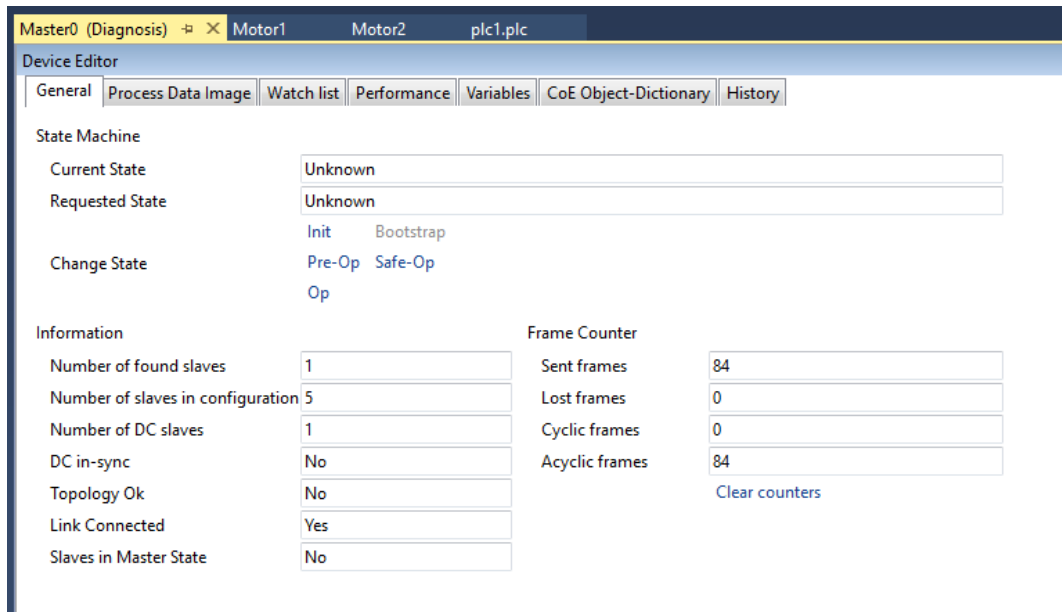 Master0 (Diagnosis) Motor1 Motor2 plc1.plc
Device Editor
General Process Data Image Watch list Performance Variables CoE Object-Dictionary History
State Machine
Current State Unknown
Requested State Unknown
Init Bootstrap
Change State Pre-Op Safe-Op
Op
Information Frame Counter
Number of found slaves 1 Sent frames 84
Number of slaves in configuration 5 Lost frames 0
Number of DC slaves 1 Cyclic frames 0
DC in-sync No Acyclic frames 84
Topology Ok No Clear counters
Link Connected Yes
Slaves in Master State No